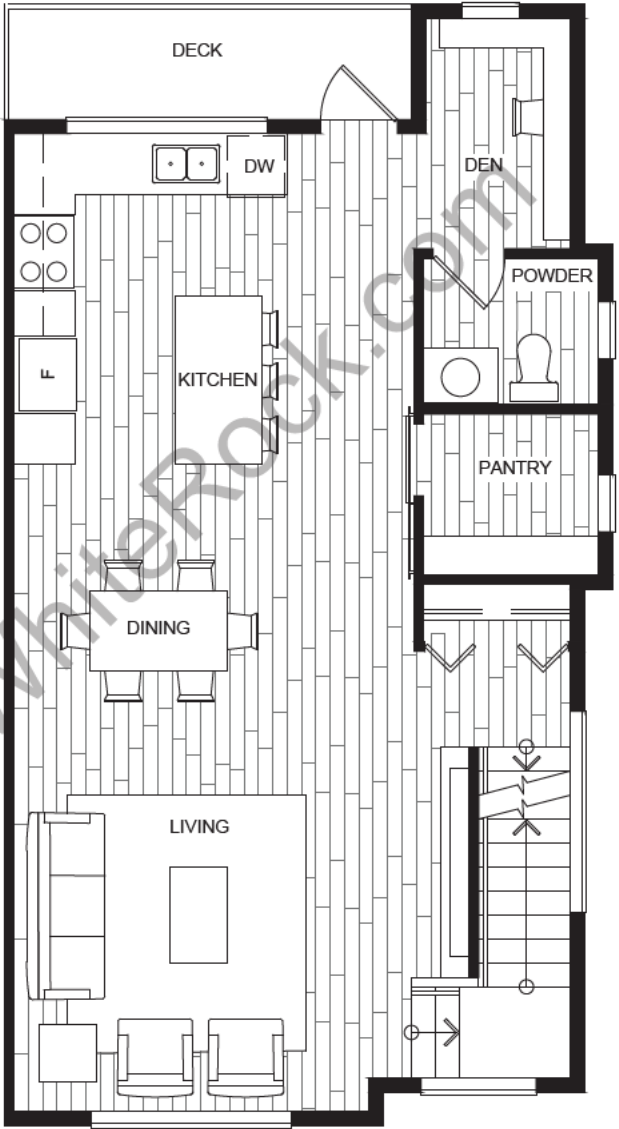 DECK
DW
DEN
POWDER
F
KITCHEN
PANTRY
DINING
LIVING
WhiteRock.com